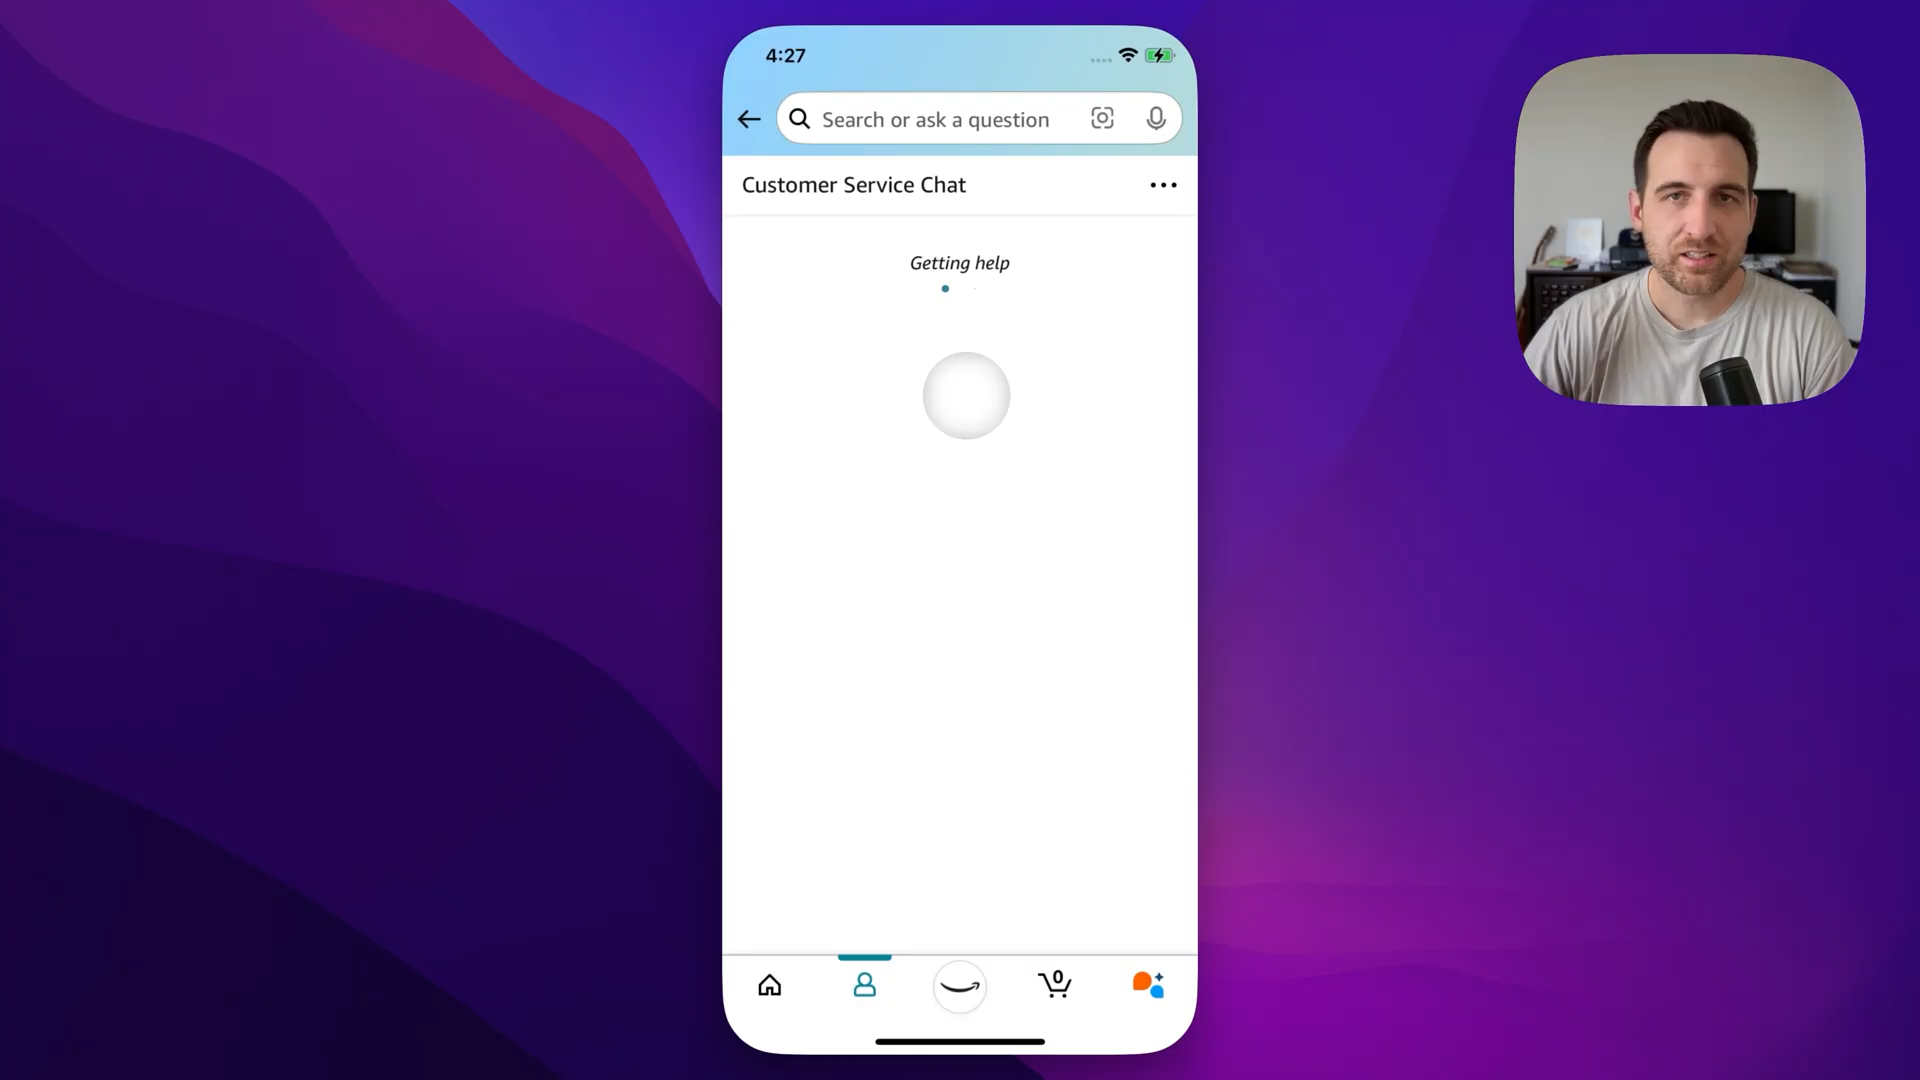 4:27
Search or ask a question
Customer Service Chat
Getting help
0